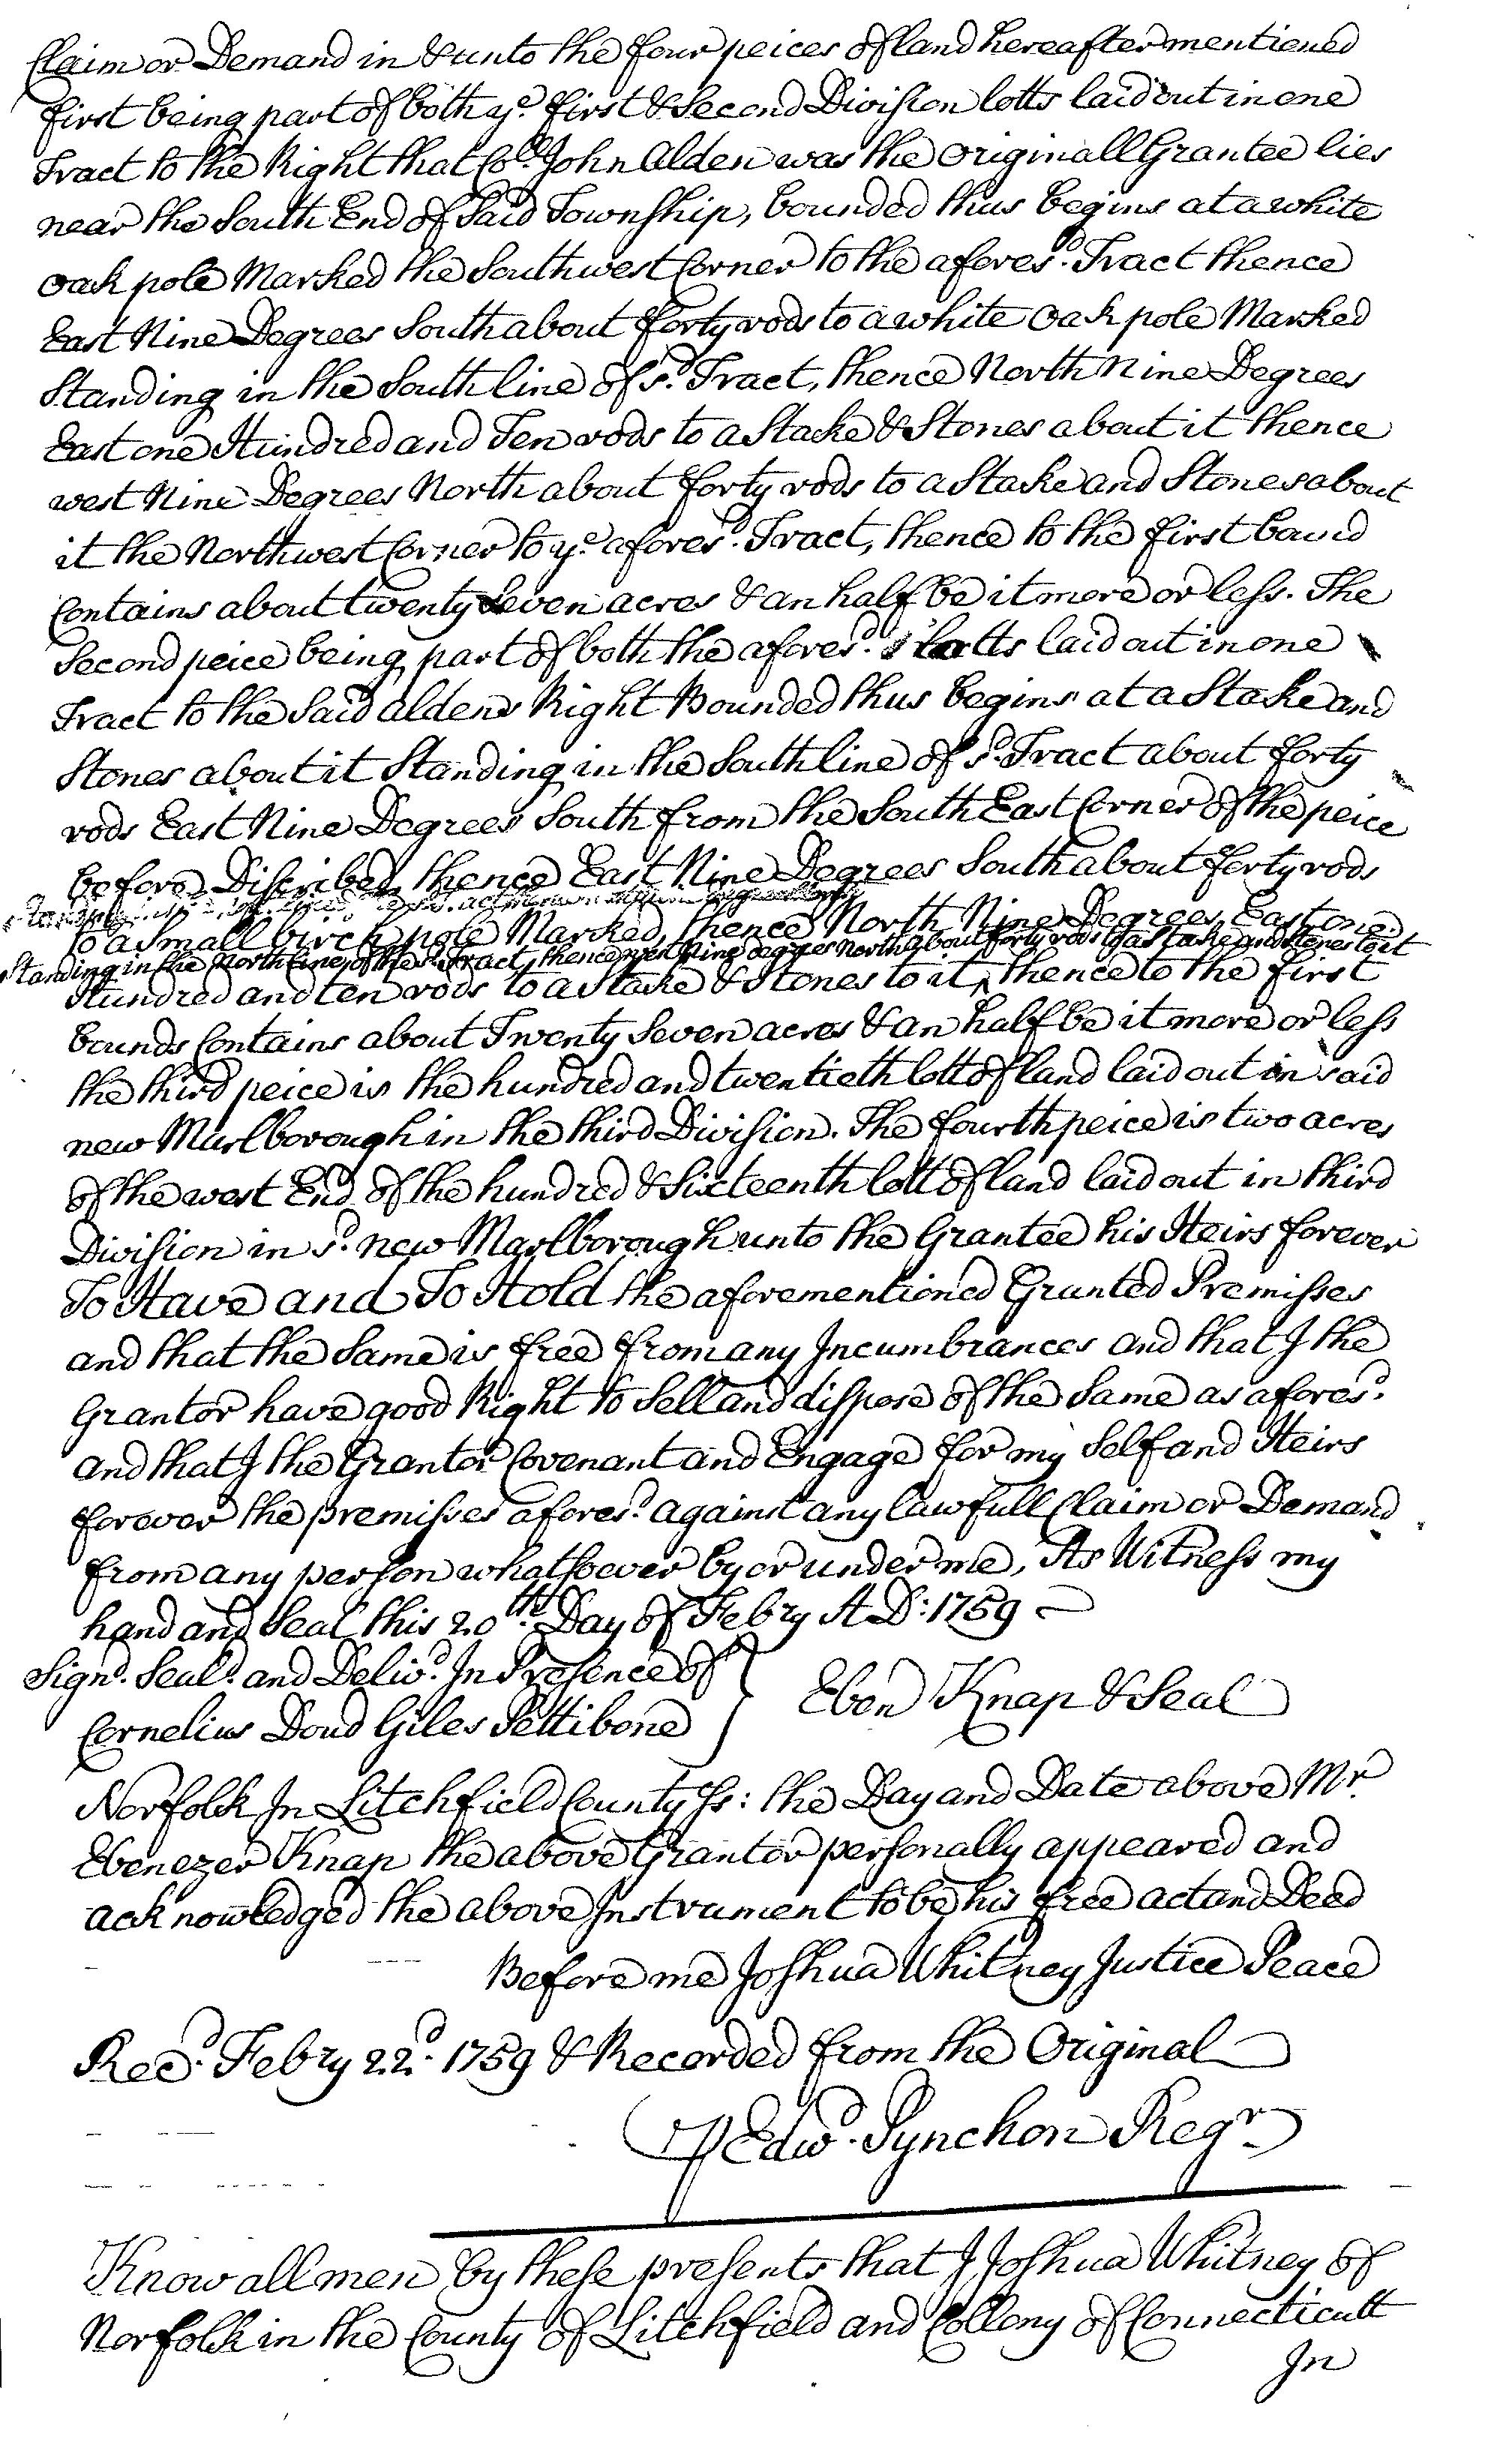 Claim or Demand in & unto the four peices of land hereafter mentioned
first being part of both ye. first & Second Division lotts laid out in one
Tract to the Right that Col. John Alden was the originall Grantee lies
near the South End of Said Township, bounded thus begins at a white
oak pole Marked the Southwest Corner to the aforesd. Tract thence
East Nine Degrees South about forty rods to a white oak pole Marked
Standing in the South line of sd. Tract, thence North Nine Degrees
East one Hundred and Ten rods to a Stake & Stones about it thence
west Nine Degrees North about forty rods to a Stake and Stones about
it the Northwest Corner to ye. aforesd. Tract, thence to the first bound
Contains about twenty Seven acres & an half be it more or less. The
Second peice being part of both the aforesd. lotts laid out in one
Tract to the Said aldens Right Bounded thus begins at a Stake and
Stones about it Standing in the South line of sd. Tract about forty
rods East Nine Degrees South from the South East Corner of the peice
before Discribed, thence East Nine Degrees South about forty rods
to a Small birch pole Marked, thence North Nine Degrees East one
Standing in the North line of the sd. Tract, thence west Nine degrees North about forty rods to a Stake and Stones to it
Hundred and ten rods to a Stake & Stones to it ^ thence to the first
bounds Contains about Twenty Seven acres & an half be it more or less
the third peice is the hundred and twentieth lott of land laid out in said
new Marlborough in the third Division. The fourth peice is two acres
of the west End of the hundred & Sixteenth lott of land laid out in third
Division in sd. new Marlborough unto the Grantee his Heirs forever
To Have and To Hold the aforementioned Granted Premisses
and that the Same is free from any Incumbrances and that I the
Grantor have good Right to Sell and dispose of the Same as aforesd.
and that I the Grantor Covenant and Engage for my Self and Heirs
forever the premisses aforesd. against any lawfull Claim or Demand
from any person whatsoever by or under me, As Witness my
hand and Seal this 20th. Day of Febry A D: 1759
Signd. Seald. and Delivd. In Presence of
Cornelius Doud Giles Pettibone } Eben Knap & Seal
Norfolk In Litchfield County Ss: the Day and Date above Mr.
Ebenezer Knap the above Grantor personally appeared and
acknowledged the above Instrument to be his free act and Deed
Before me Joshua Whitney Justice Peace
Recd. Febry 22d. 1759 & Recorded from the Original
P Edwd. Pynchon Regr
Know all men by these presents that I Joshua Whitney of
Norfolk in the County of Litchfield and Collony of Connecticutt
In